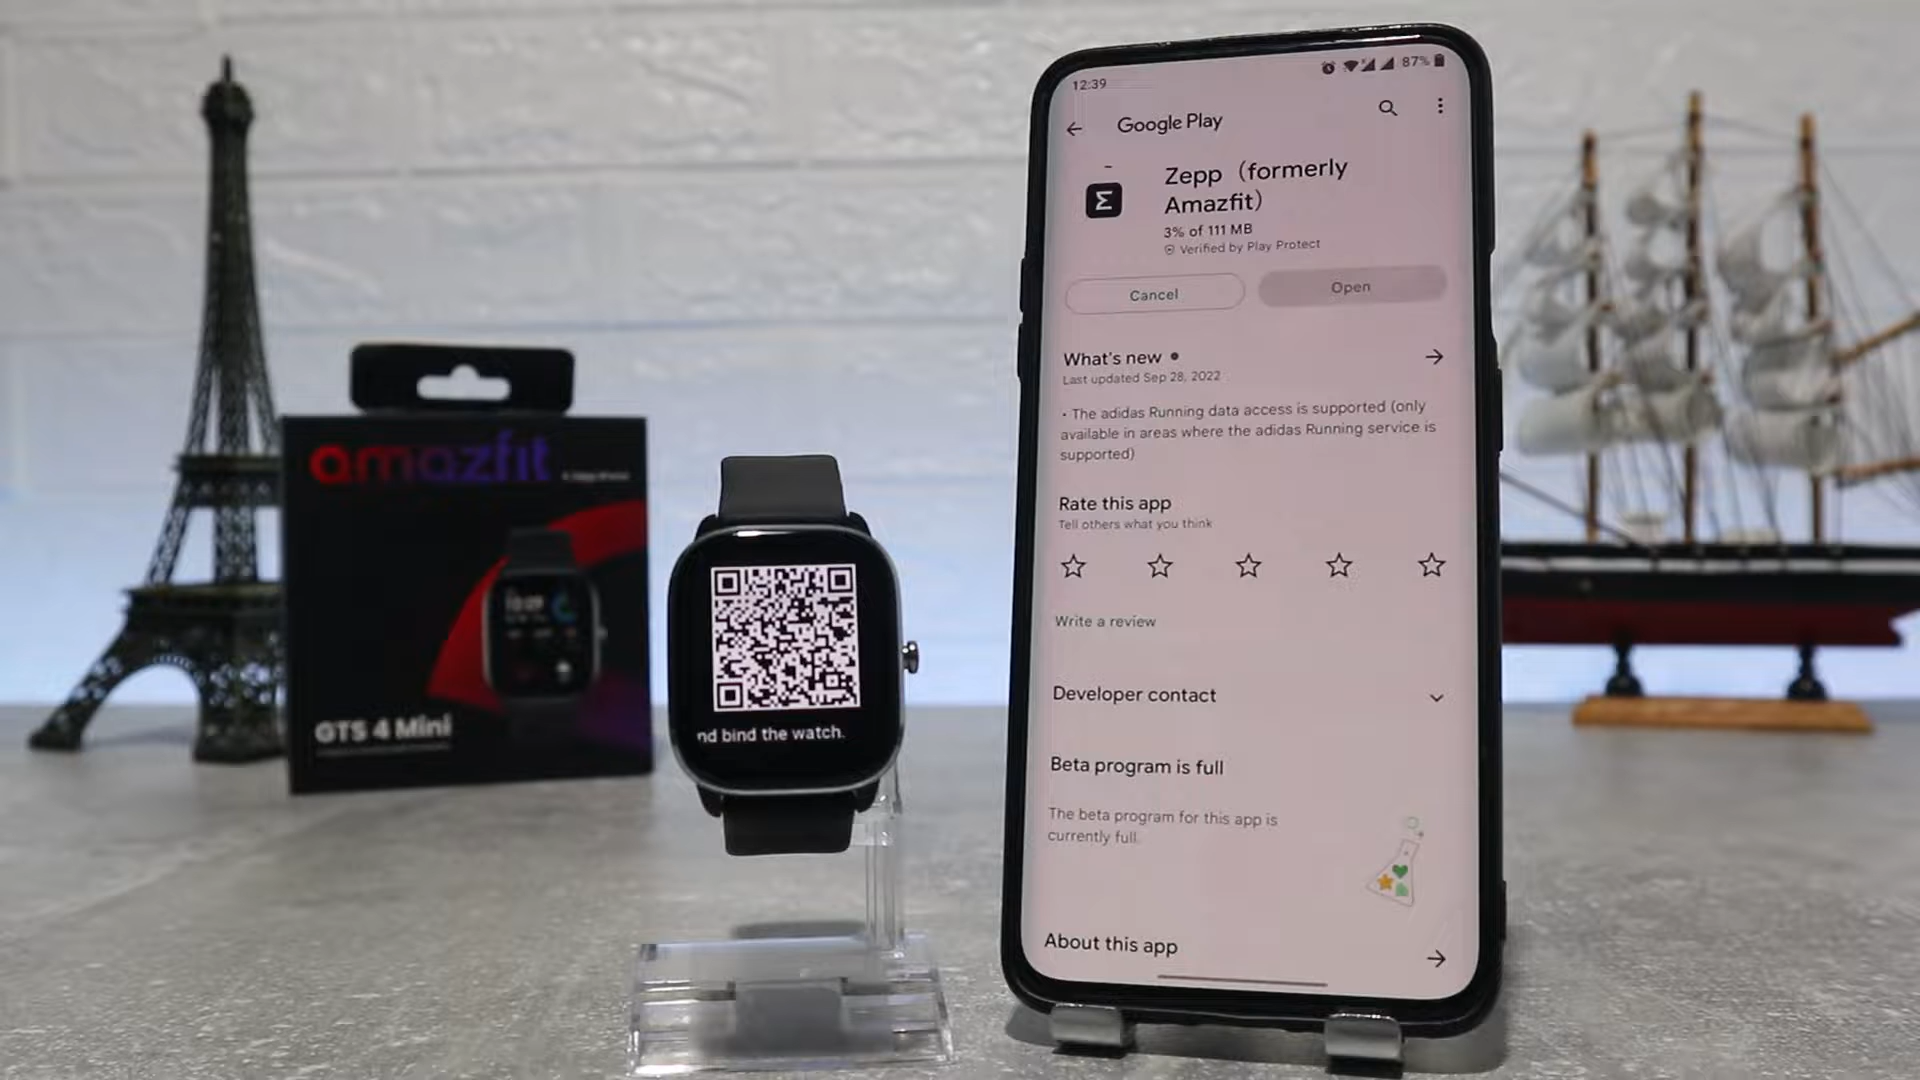 amazfit
GTS 4 Mini
nd bind the watch.
12:39
87%
Google Play
Zepp（formerly
Amazfit）
3% of 111 MB
Verified by Play Protect
Cancel
Open
What's new
Last updated Sep 28, 2022
• The adidas Running data access is supported (only
available in areas where the adidas Running service is
supported)
Rate this app
Tell others what you think
Write a review
Developer contact
Beta program is full
The beta program for this app is
currently full.
About this app